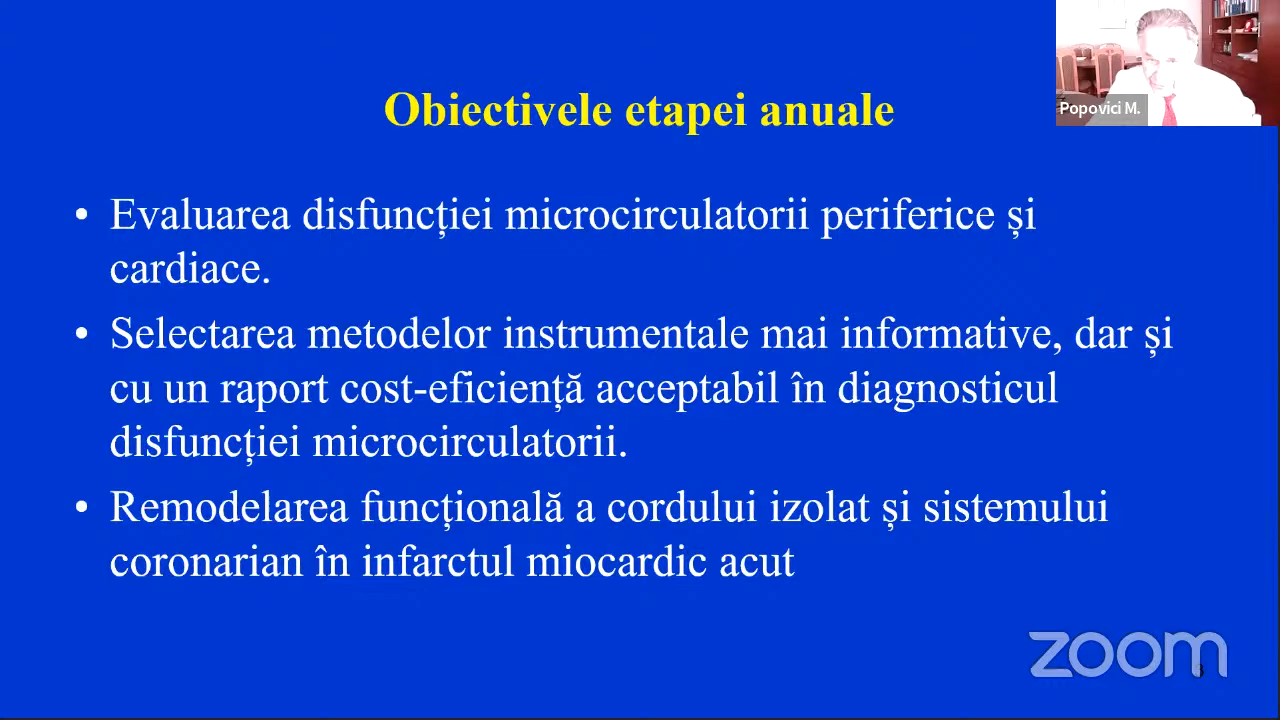 Popovici M.
Obiectivele etapei anuale
• Evaluarea disfuncției microcirculatorii periferice și
cardiace.
• Selectarea metodelor instrumentale mai informative, dar și
cu un raport cost-eficiență acceptabil în diagnosticul
disfuncției microcirculatorii.
• Remodelarea funcțională a cordului izolat și sistemului
coronarian în infarctul miocardic acut
zoom
3